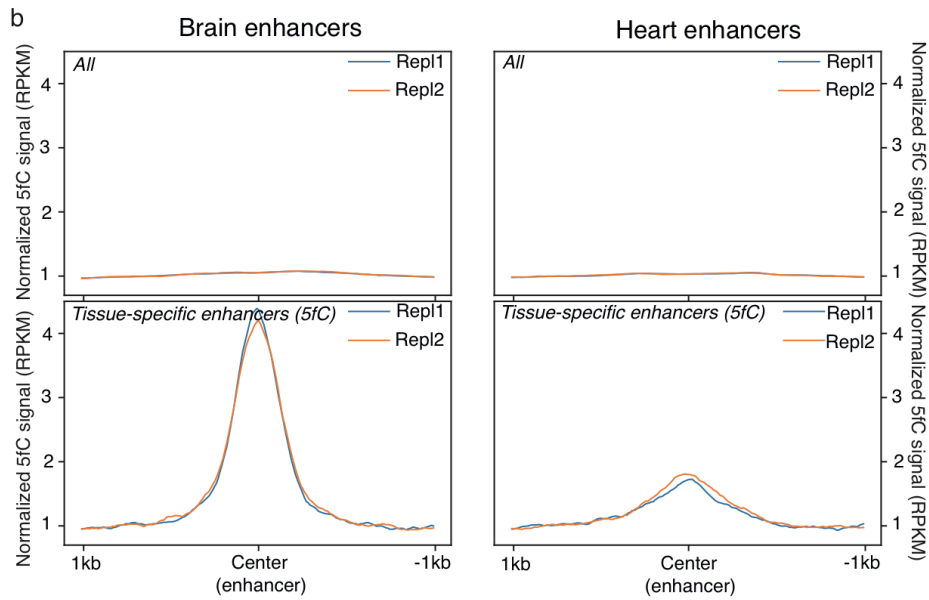 b
Brain enhancers
Heart enhancers
Normalized 5fC signal (RPKM)
4
3
2
1
All
Repl1
Repl2
All
Repl1
Repl2
4
3
2
1
Normalized 5fC signal (RPKM)
Normalized 5fC signal (RPKM)
4
3
2
1
Tissue-specific enhancers (5fC)
Repl1
Repl2
1kb
Center
(enhancer)
-1kb
Tissue-specific enhancers (5fC)
Repl1
Repl2
4
3
2
1
Normalized 5fC signal (RPKM)
1kb
Center
(enhancer)
-1kb